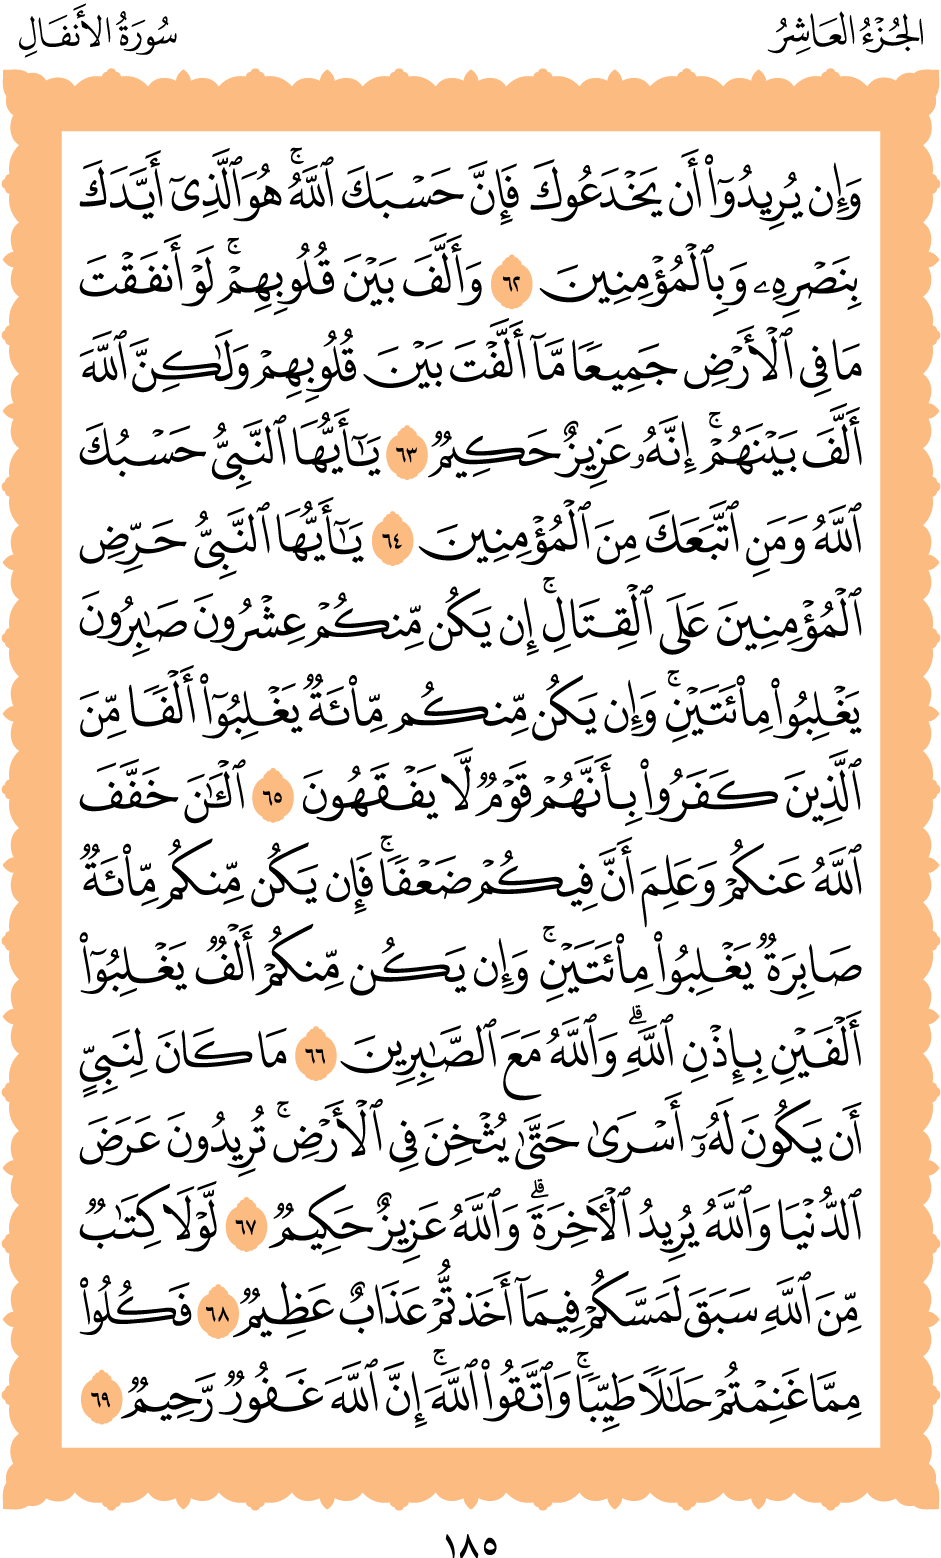 الجُزْءُ العَاشِرُ
سُورَةُ الأَنفَالِ
وَإِن يُرِيدُوٓاْ أَن يَخۡدَعُوكَ فَإِنَّ حَسۡبَكَ ٱللَّهُۚ هُوَ ٱلَّذِيٓ أَيَّدَكَ
بِنَصۡرِهِۦ وَبِٱلۡمُؤۡمِنِينَ ٦٢ وَأَلَّفَ بَيۡنَ قُلُوبِهِمۡۚ لَوۡ أَنفَقۡتَ
مَا فِي ٱلۡأَرۡضِ جَمِيعٗا مَّآ أَلَّفۡتَ بَيۡنَ قُلُوبِهِمۡ وَلَٰكِنَّ ٱللَّهَ
أَلَّفَ بَيۡنَهُمۡۚ إِنَّهُۥ عَزِيزٌ حَكِيمٞ ٦٣ يَٰٓأَيُّهَا ٱلنَّبِيُّ حَسۡبُكَ
ٱللَّهُ وَمَنِ ٱتَّبَعَكَ مِنَ ٱلۡمُؤۡمِنِينَ ٦٤ يَٰٓأَيُّهَا ٱلنَّبِيُّ حَرِّضِ
ٱلۡمُؤۡمِنِينَ عَلَى ٱلۡقِتَالِۚ إِن يَكُن مِّنكُمۡ عِشۡرُونَ صَٰبِرُونَ
يَغۡلِبُواْ مِاْئَتَيۡنِۚ وَإِن يَكُن مِّنكُم مِّاْئَةٞ يَغۡلِبُوٓاْ أَلۡفٗا مِّنَ
ٱلَّذِينَ كَفَرُواْ بِأَنَّهُمۡ قَوۡمٞ لَّا يَفۡقَهُونَ ٦٥ ٱلۡـَٰٔنَ خَفَّفَ
ٱللَّهُ عَنكُمۡ وَعَلِمَ أَنَّ فِيكُمۡ ضَعۡفٗاۚ فَإِن يَكُن مِّنكُم مِّاْئَةٞ
صَابِرَةٞ يَغۡلِبُواْ مِاْئَتَيۡنِۚ وَإِن يَكُن مِّنكُمۡ أَلۡفٞ يَغۡلِبُوٓاْ
أَلۡفَيۡنِ بِإِذۡنِ ٱللَّهِۗ وَٱللَّهُ مَعَ ٱلصَّٰبِرِينَ ٦٦ مَا كَانَ لِنَبِيٍّ
أَن يَكُونَ لَهُۥٓ أَسۡرَىٰ حَتَّىٰ يُثۡخِنَ فِي ٱلۡأَرۡضِۚ تُرِيدُونَ عَرَضَ
ٱلدُّنۡيَا وَٱللَّهُ يُرِيدُ ٱلۡأٓخِرَةَۗ وَٱللَّهُ عَزِيزٌ حَكِيمٞ ٦٧ لَّوۡلَا كِتَٰبٞ
مِّنَ ٱللَّهِ سَبَقَ لَمَسَّكُمۡ فِيمَآ أَخَذتُمۡ عَذَابٌ عَظِيمٞ ٦٨ فَكُلُواْ
مِمَّا غَنِمۡتُمۡ حَلَٰلٗا طَيِّبٗاۚ وَٱتَّقُواْ ٱللَّهَۚ إِنَّ ٱللَّهَ غَفُورٞ رَّحِيمٞ ٦٩
١٨٥